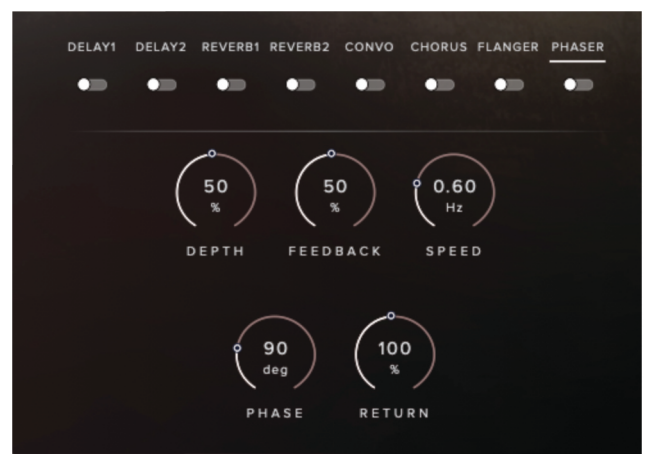 DELAY1 DELAY2 REVERB1 REVERB2 CONVO CHORUS FLANGER PHASER
50 50 0.60
% % Hz
DEPTH FEEDBACK SPEED
90 100
deg %
PHASE RETURN